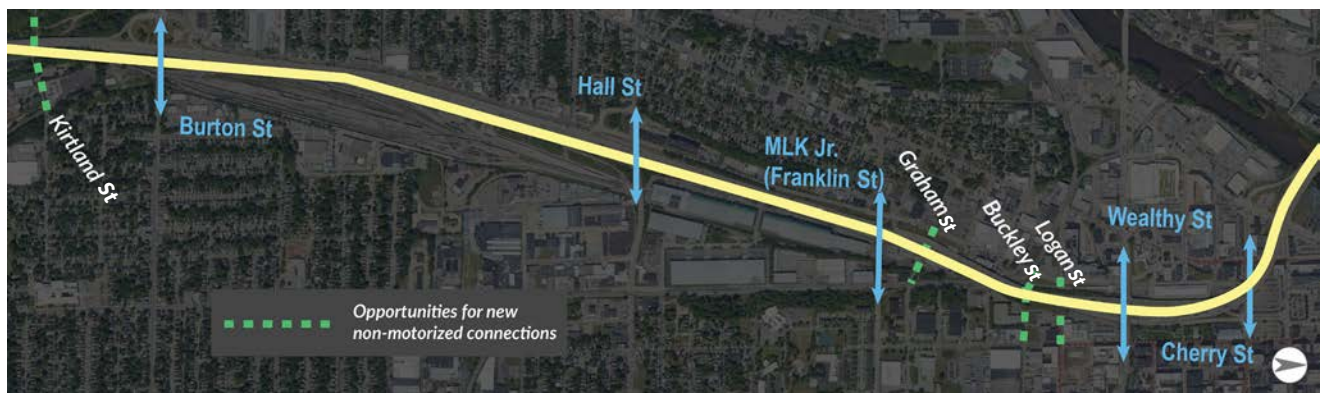 Kirtland St
Burton St
Hall St
MLK Jr.
(Franklin St)
Graham St
Buckley St
Logan St
Wealthy St
Cherry St
Opportunities for new
non-motorized connections